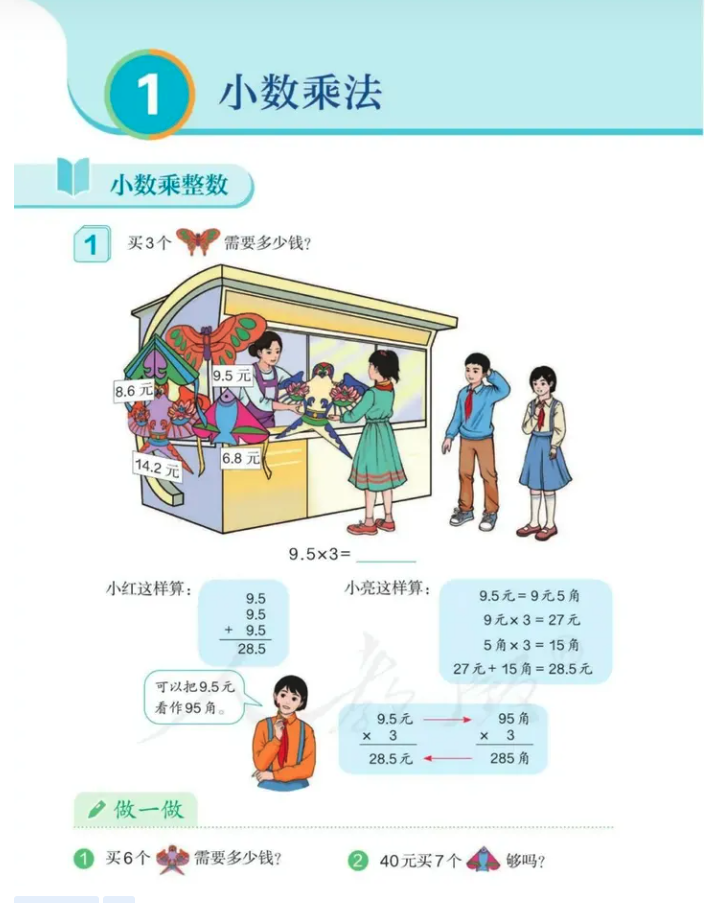 1 小数乘法
小数乘整数
1 买3个 需要多少钱?
8.6 元
9.5 元
14.2 元
6.8 元
9.5×3=
小红这样算:
9.5
9.5
+ 9.5
28.5
小亮这样算:
9.5元=9元5角
9元×3=27元
5角×3=15角
27元+15角=28.5元
可以把9.5元
看作95角。
9.5元 95角
× 3 × 3
28.5元 285角
做一做
1 买6个 需要多少钱?
2 40元买7个 够吗?
人教版